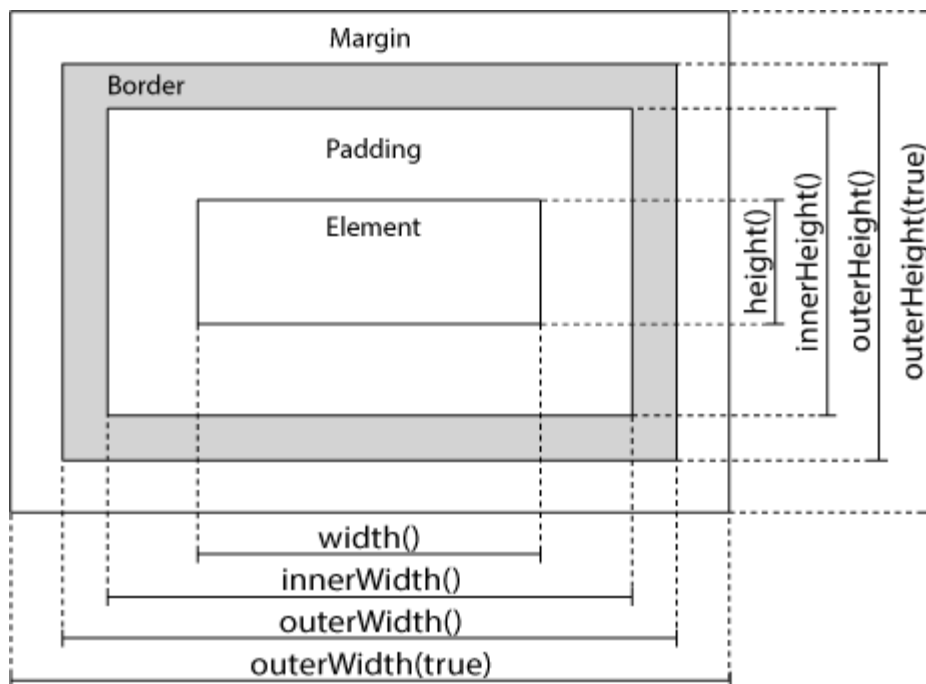 Margin
Border
Padding
Element
height()
innerHeight()
outerHeight()
outerHeight(true)
width()
innerWidth()
outerWidth()
outerWidth(true)